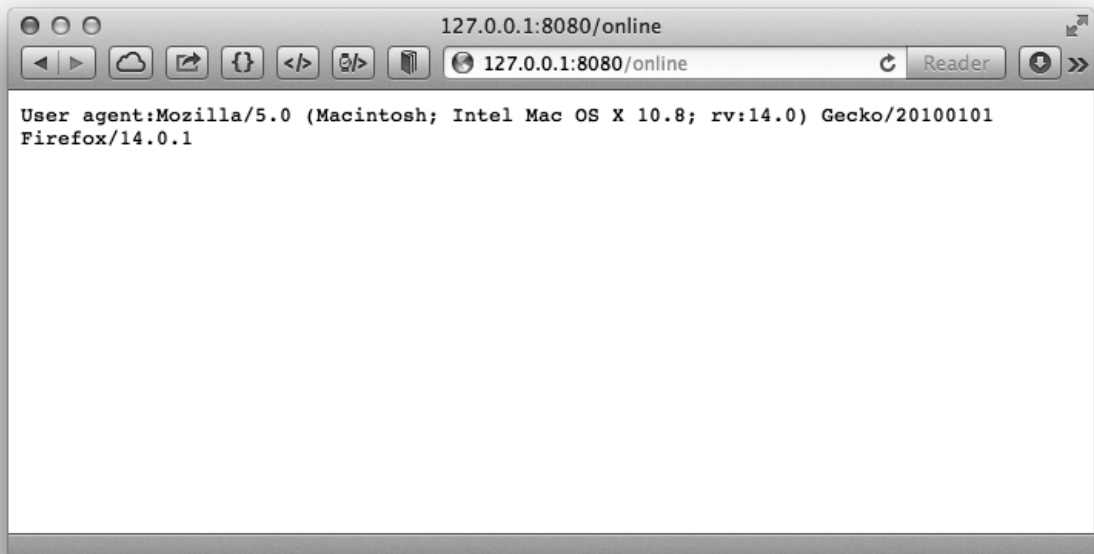 127.0.0.1:8080/online
{} </> 127.0.0.1:8080/online Reader
User agent:Mozilla/5.0 (Macintosh; Intel Mac OS X 10.8; rv:14.0) Gecko/20100101
Firefox/14.0.1